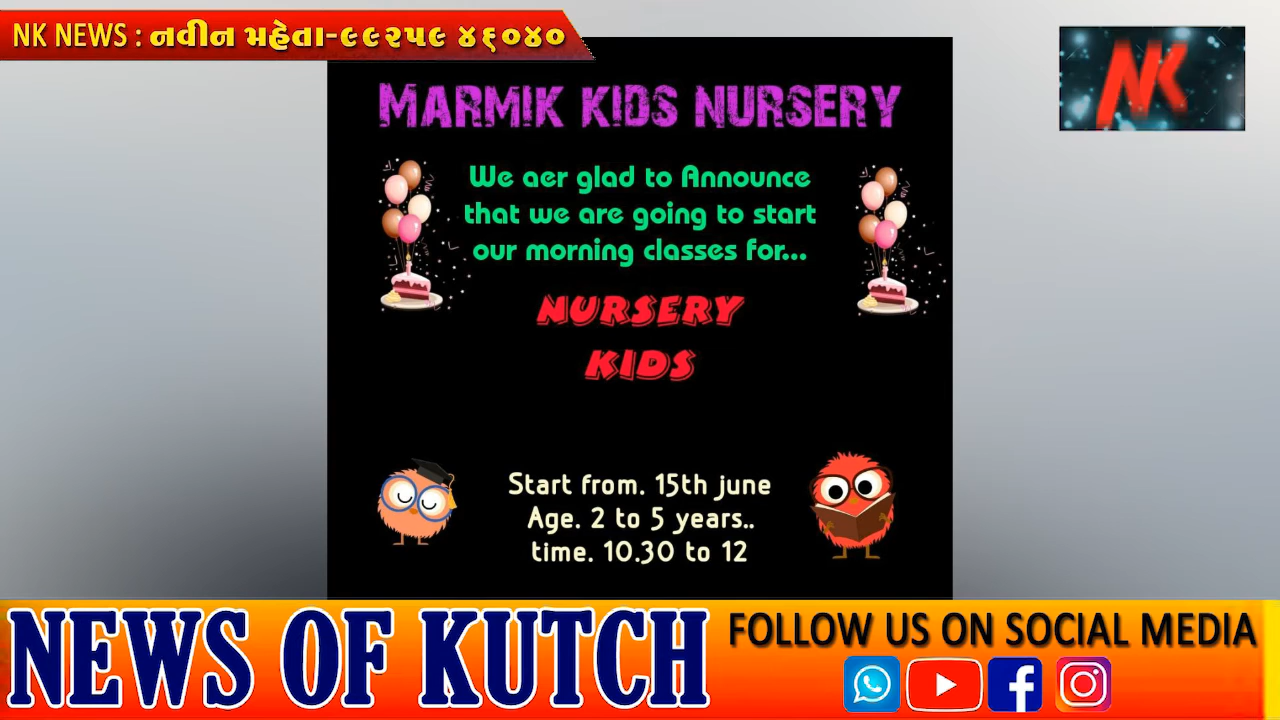 NK NEWS : નવીન મહેતા-૯૯૨૫૯ ૪૬૦૪૦
NK
MARMIK KIDS NURSERY
We aer glad to Announce
that we are going to start
our morning classes for...
NURSERY
KIDS
Start from. 15th june
Age. 2 to 5 years..
time. 10.30 to 12
NEWS OF KUTCH
FOLLOW US ON SOCIAL MEDIA